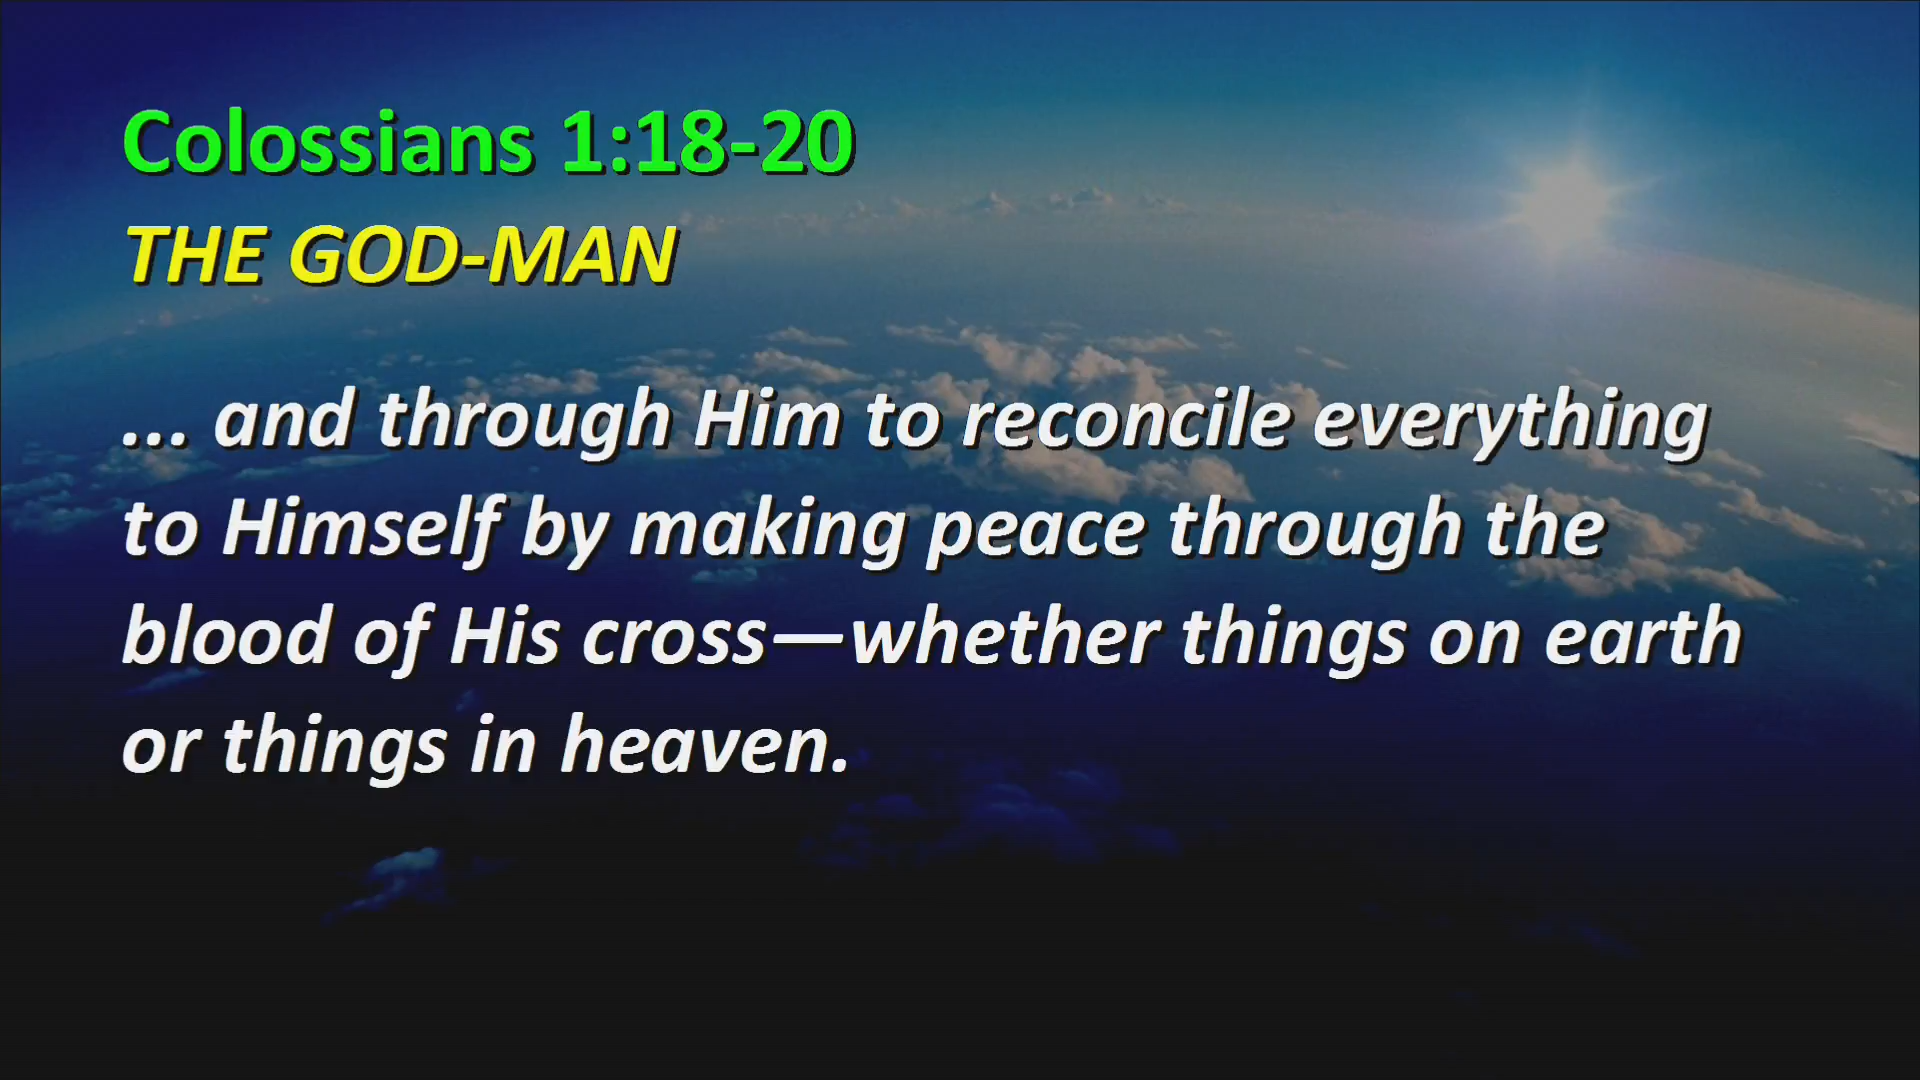 Colossians 1:18-20
THE GOD-MAN
... and through Him to reconcile everything
to Himself by making peace through the
blood of His cross—whether things on earth
or things in heaven.